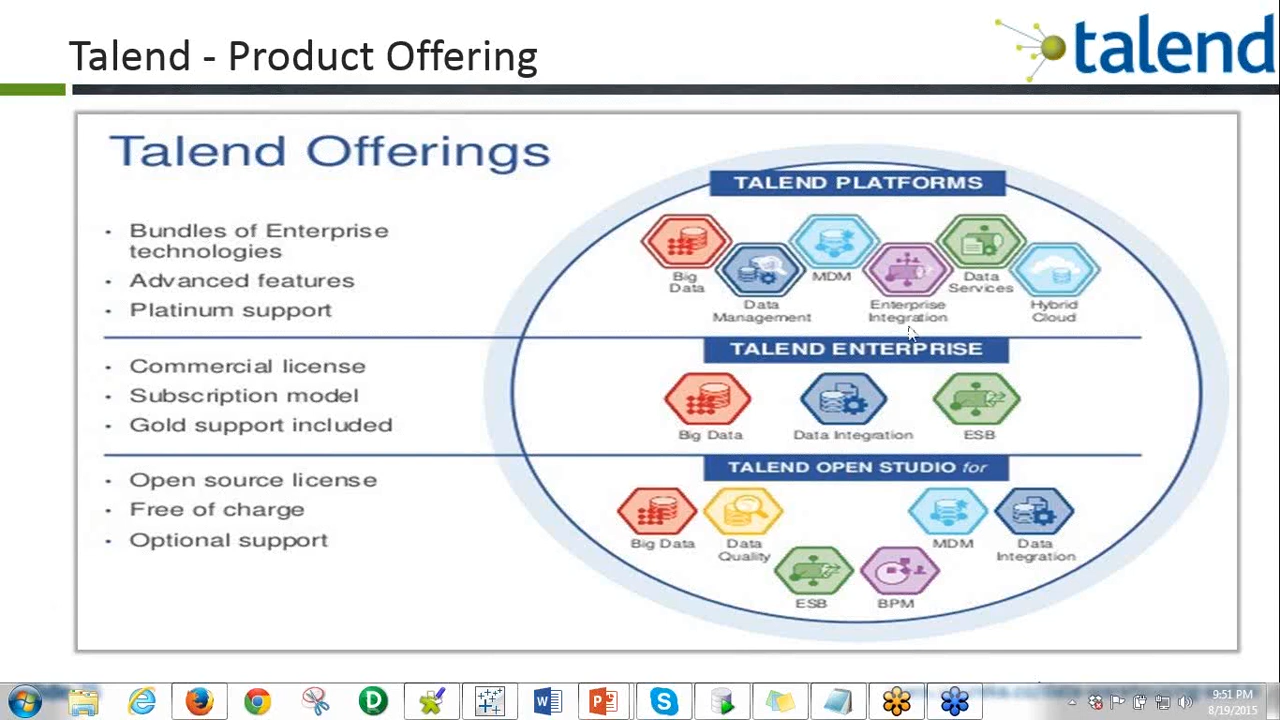 Talend - Product Offering
talend
Talend Offerings
TALEND PLATFORMS
Bundles of Enterprise
technologies
Advanced features
Platinum support
Big
Data
Data
Management
MDM
Enterprise
Integration
Data
Services
Hybrid
Cloud
TALEND ENTERPRISE
Commercial license
Subscription model
Gold support included
Big Data
Data Integration
ESB
TALEND OPEN STUDIO for
Open source license
Free of charge
Optional support
Big Data
Data
Quality
MDM
Data
Integration
ESB
BPM
9:51 PM
8/19/2015